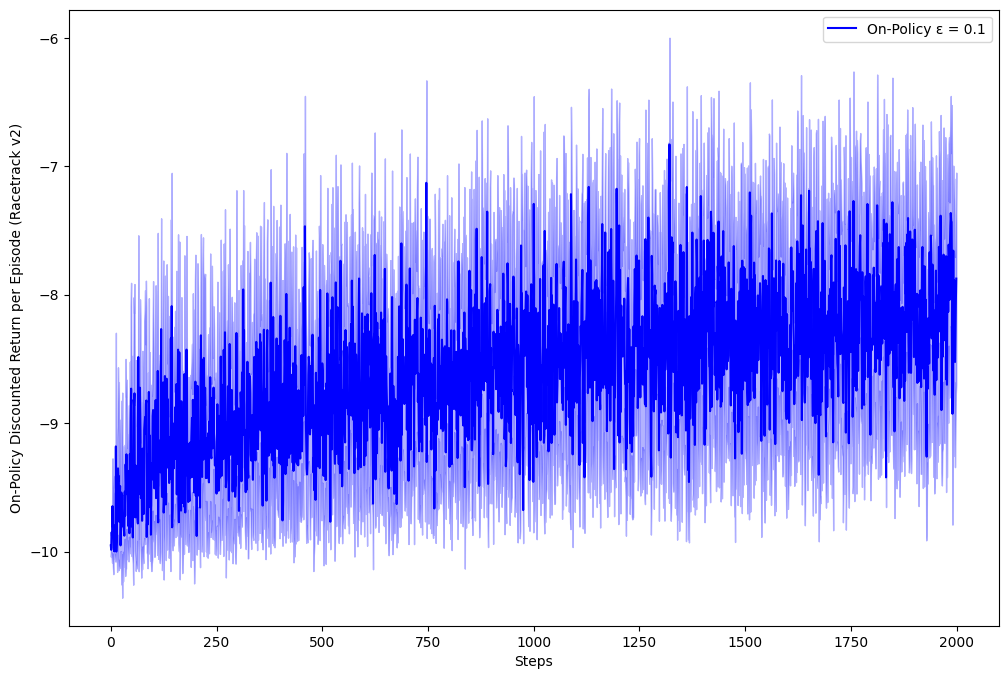 On-Policy ε = 0.1
On-Policy Discounted Return per Episode (Racetrack v2)
−6
−7
−8
−9
−10
0 250 500 750 1000 1250 1500 1750 2000
Steps